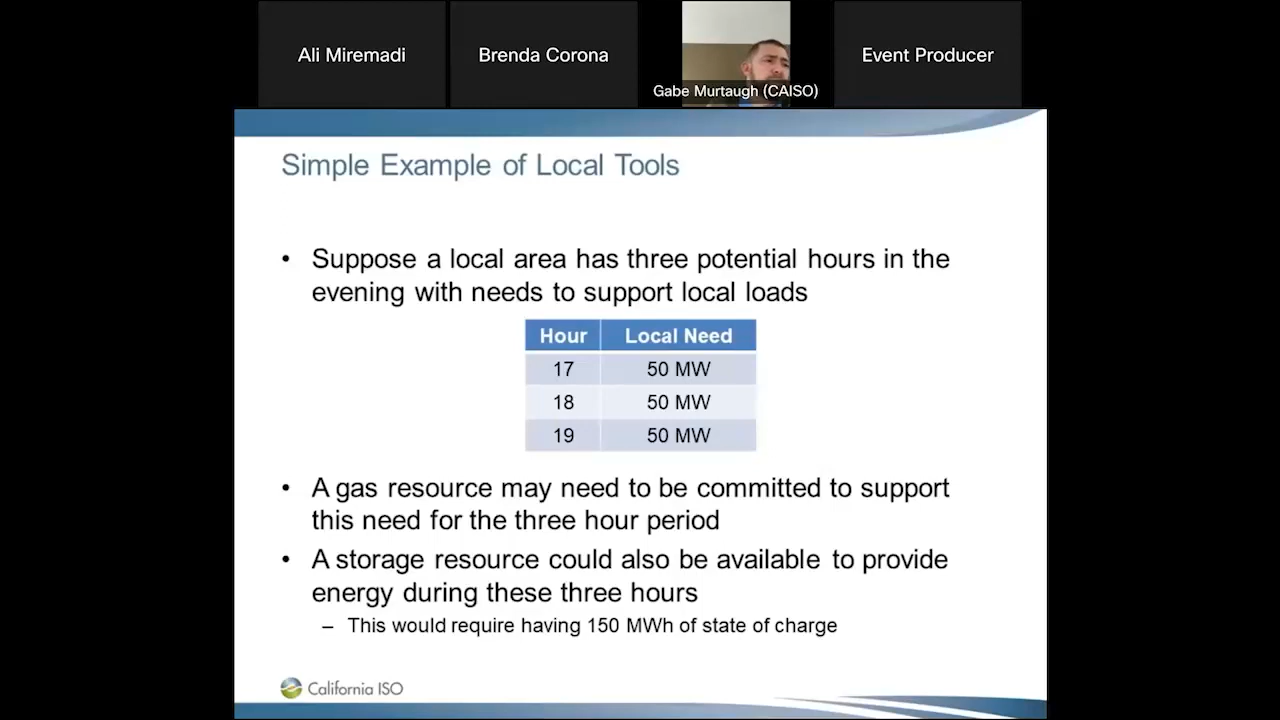 Ali Miremadi
Brenda Corona
Gabe Murtaugh (CAISO)
Event Producer
Simple Example of Local Tools
• Suppose a local area has three potential hours in the
evening with needs to support local loads
Hour Local Need
17 50 MW
18 50 MW
19 50 MW
• A gas resource may need to be committed to support
this need for the three hour period
• A storage resource could also be available to provide
energy during these three hours
– This would require having 150 MWh of state of charge
California ISO